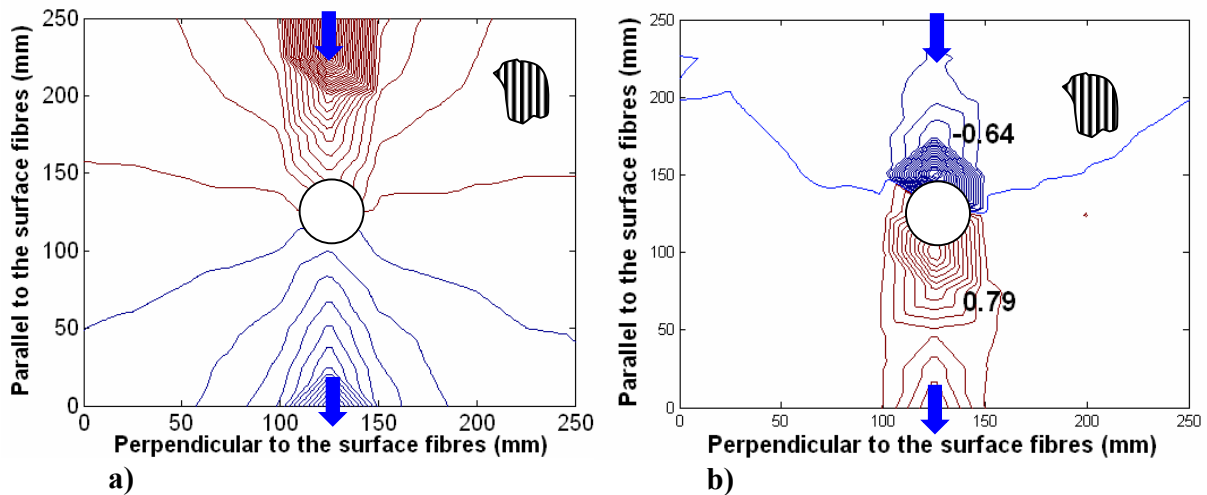 250
200
150
100
50
0
Parallel to the surface fibres (mm)
0 50 100 150 200 250
Perpendicular to the surface fibres (mm)
a)
250
200
150
100
50
0
Parallel to the surface fibres (mm)
-0.64
0.79
0 50 100 150 200 250
Perpendicular to the surface fibres (mm)
b)